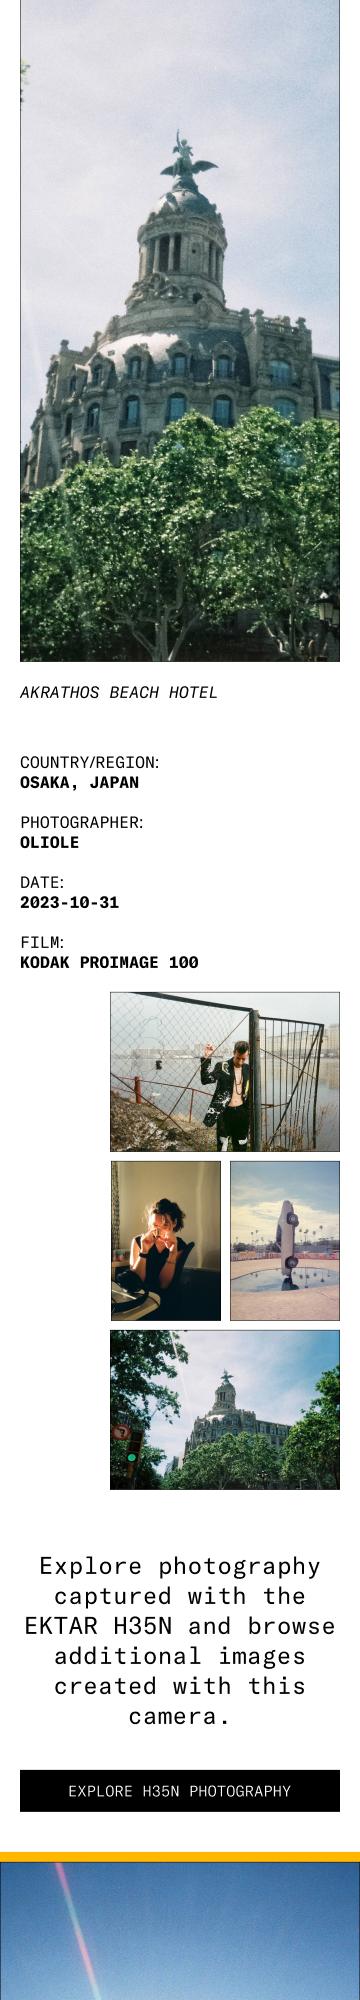 AKRATHOS BEACH HOTEL
COUNTRY/REGION:
OSAKA, JAPAN
PHOTOGRAPHER:
OLIOLE
DATE:
2023-10-31
FILM:
KODAK PROIMAGE 100
Explore photography
captured with the
EKTAR H35N and browse
additional images
created with this
camera.
EXPLORE H35N PHOTOGRAPHY